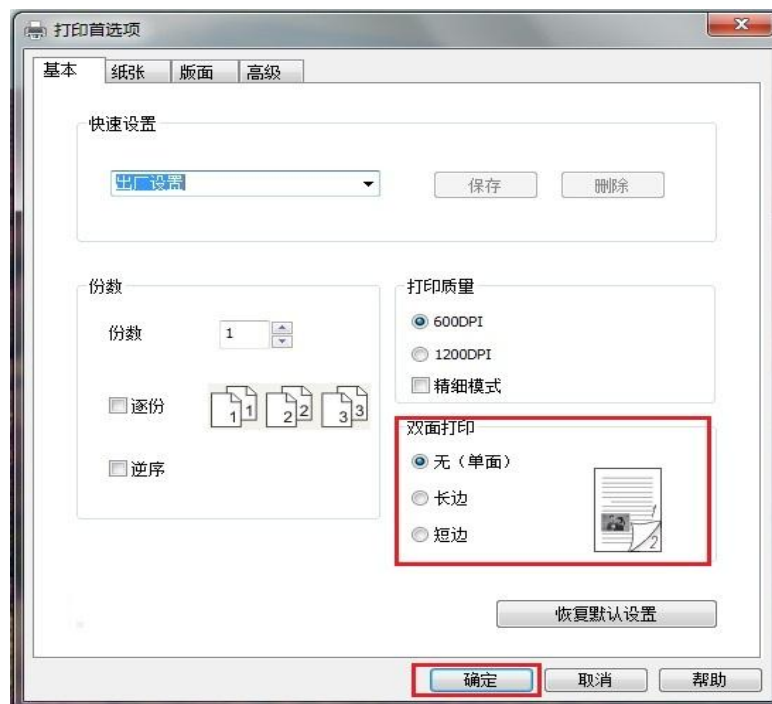 打印首选项
基本 纸张 版面 高级
快速设置
出厂设置 保存 删除
份数
份数 1
逐份 1 1 2 2 3 3
逆序
打印质量
600DPI
1200DPI
精细模式
双面打印
无（单面）
长边
短边
1
2
恢复默认设置
确定 取消 帮助